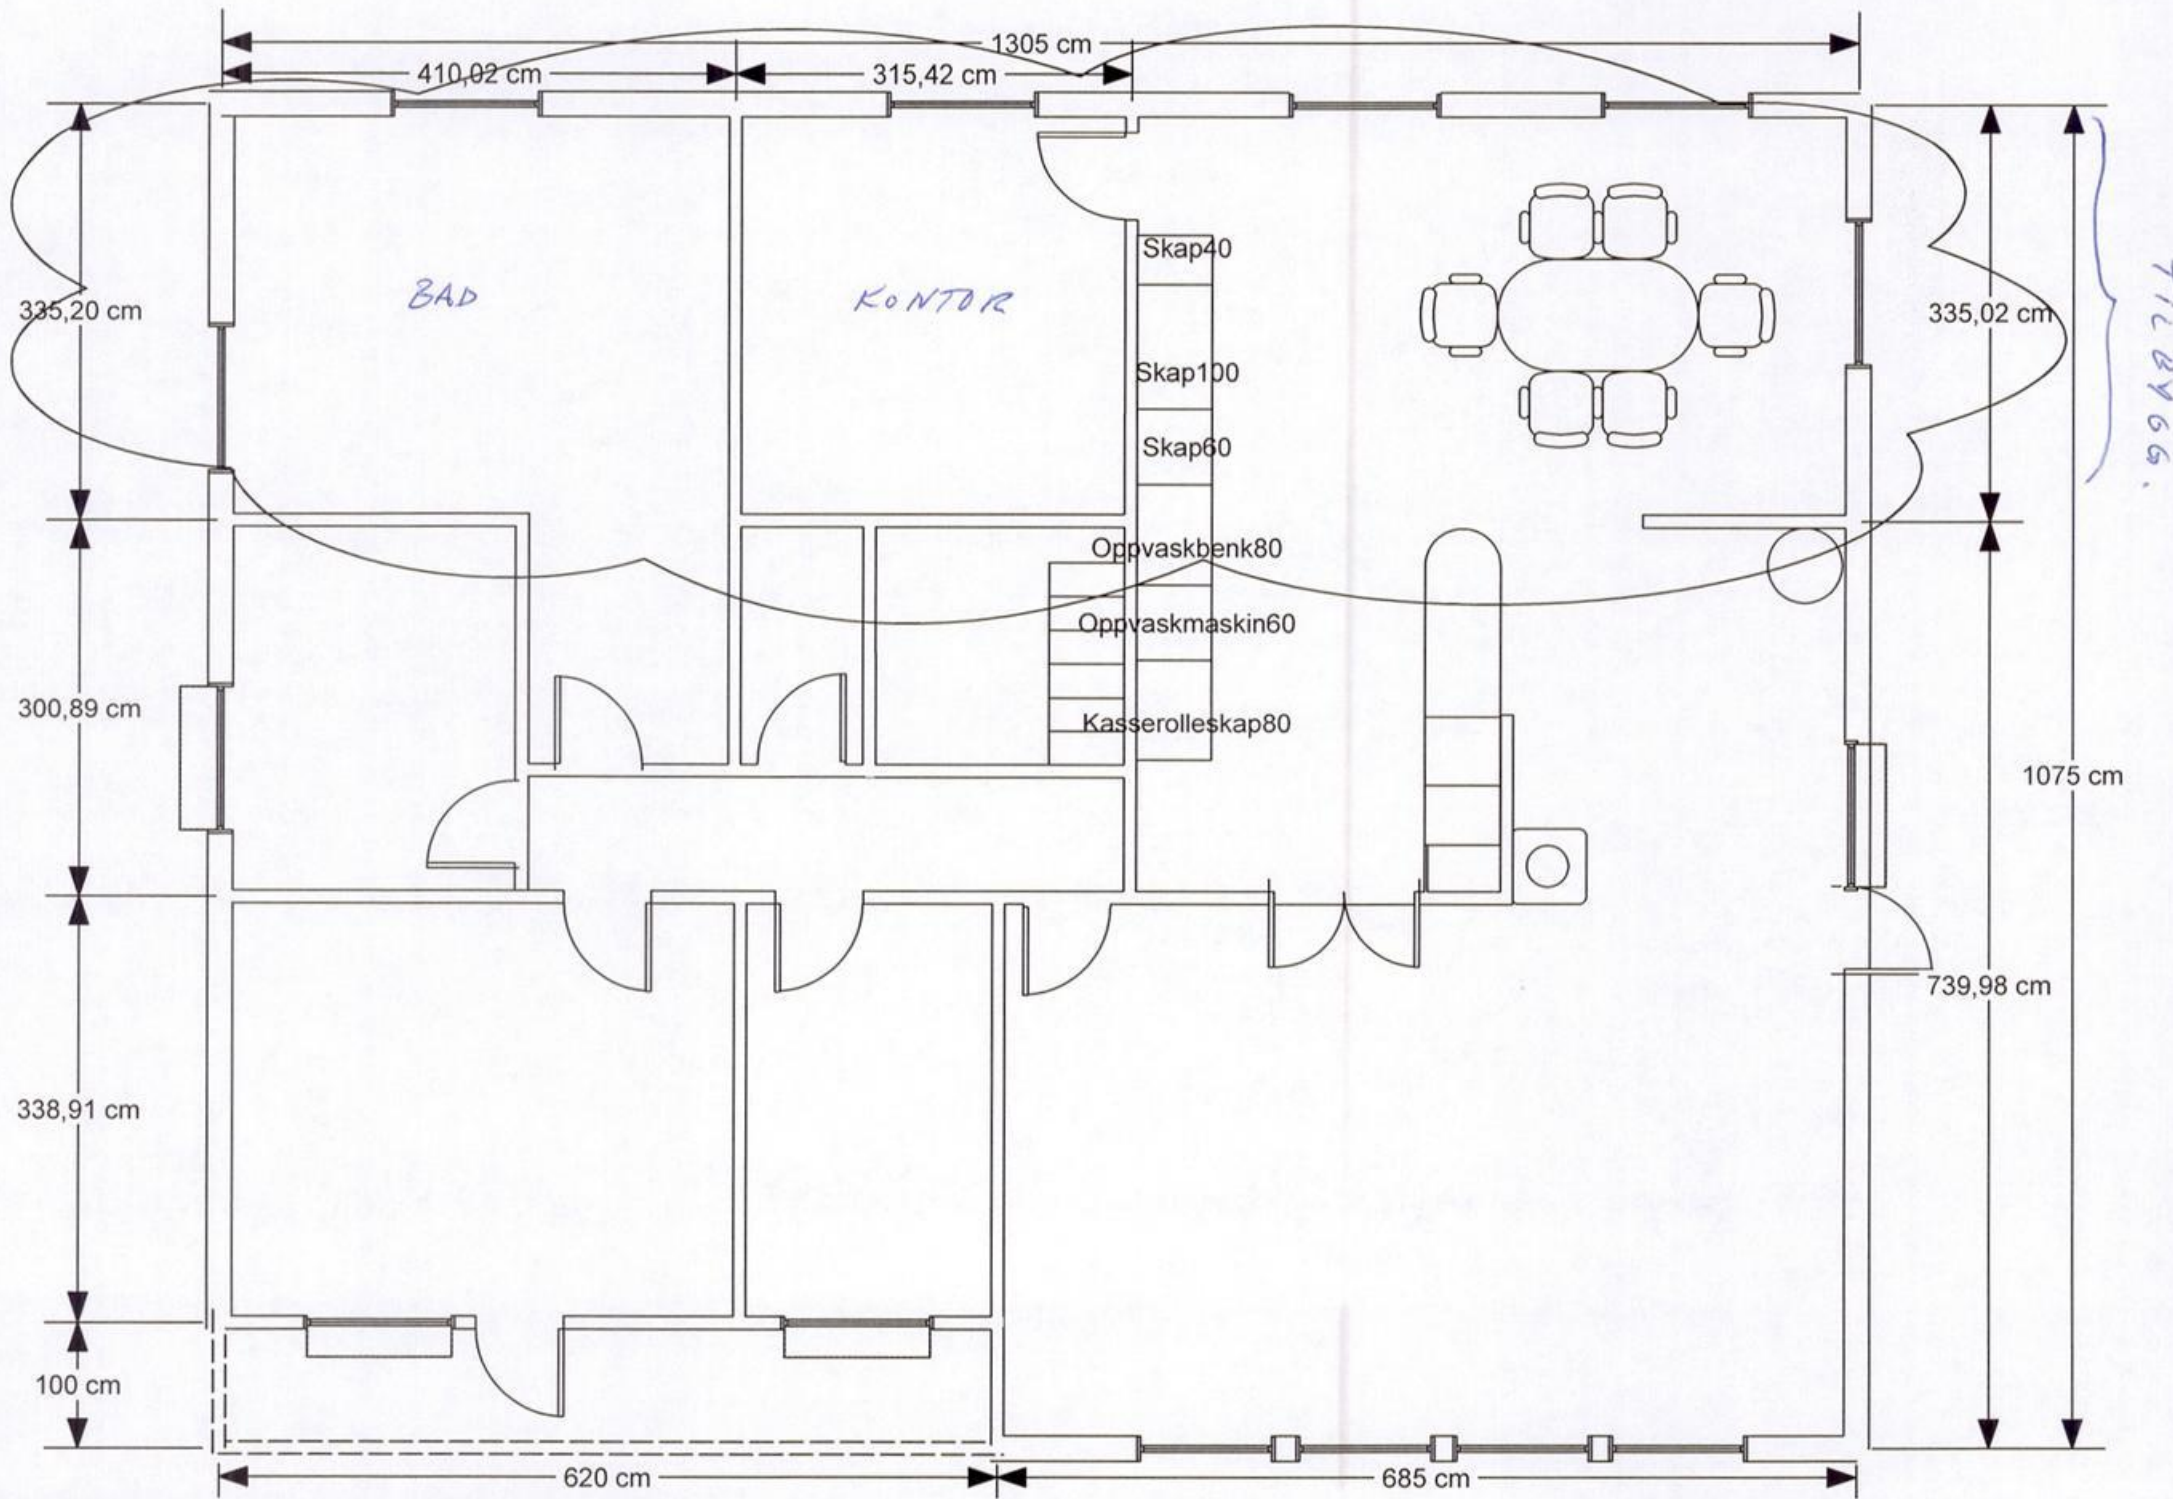 1305 cm
410,02 cm
315,42 cm
335,20 cm
BAD
KONTOR
Skap40
Skap100
Skap60
335,02 cm
TILBYGG.
Oppvaskbenk80
Oppvaskmaskin60
Kasserolleskap80
300,89 cm
1075 cm
739,98 cm
338,91 cm
100 cm
620 cm
685 cm